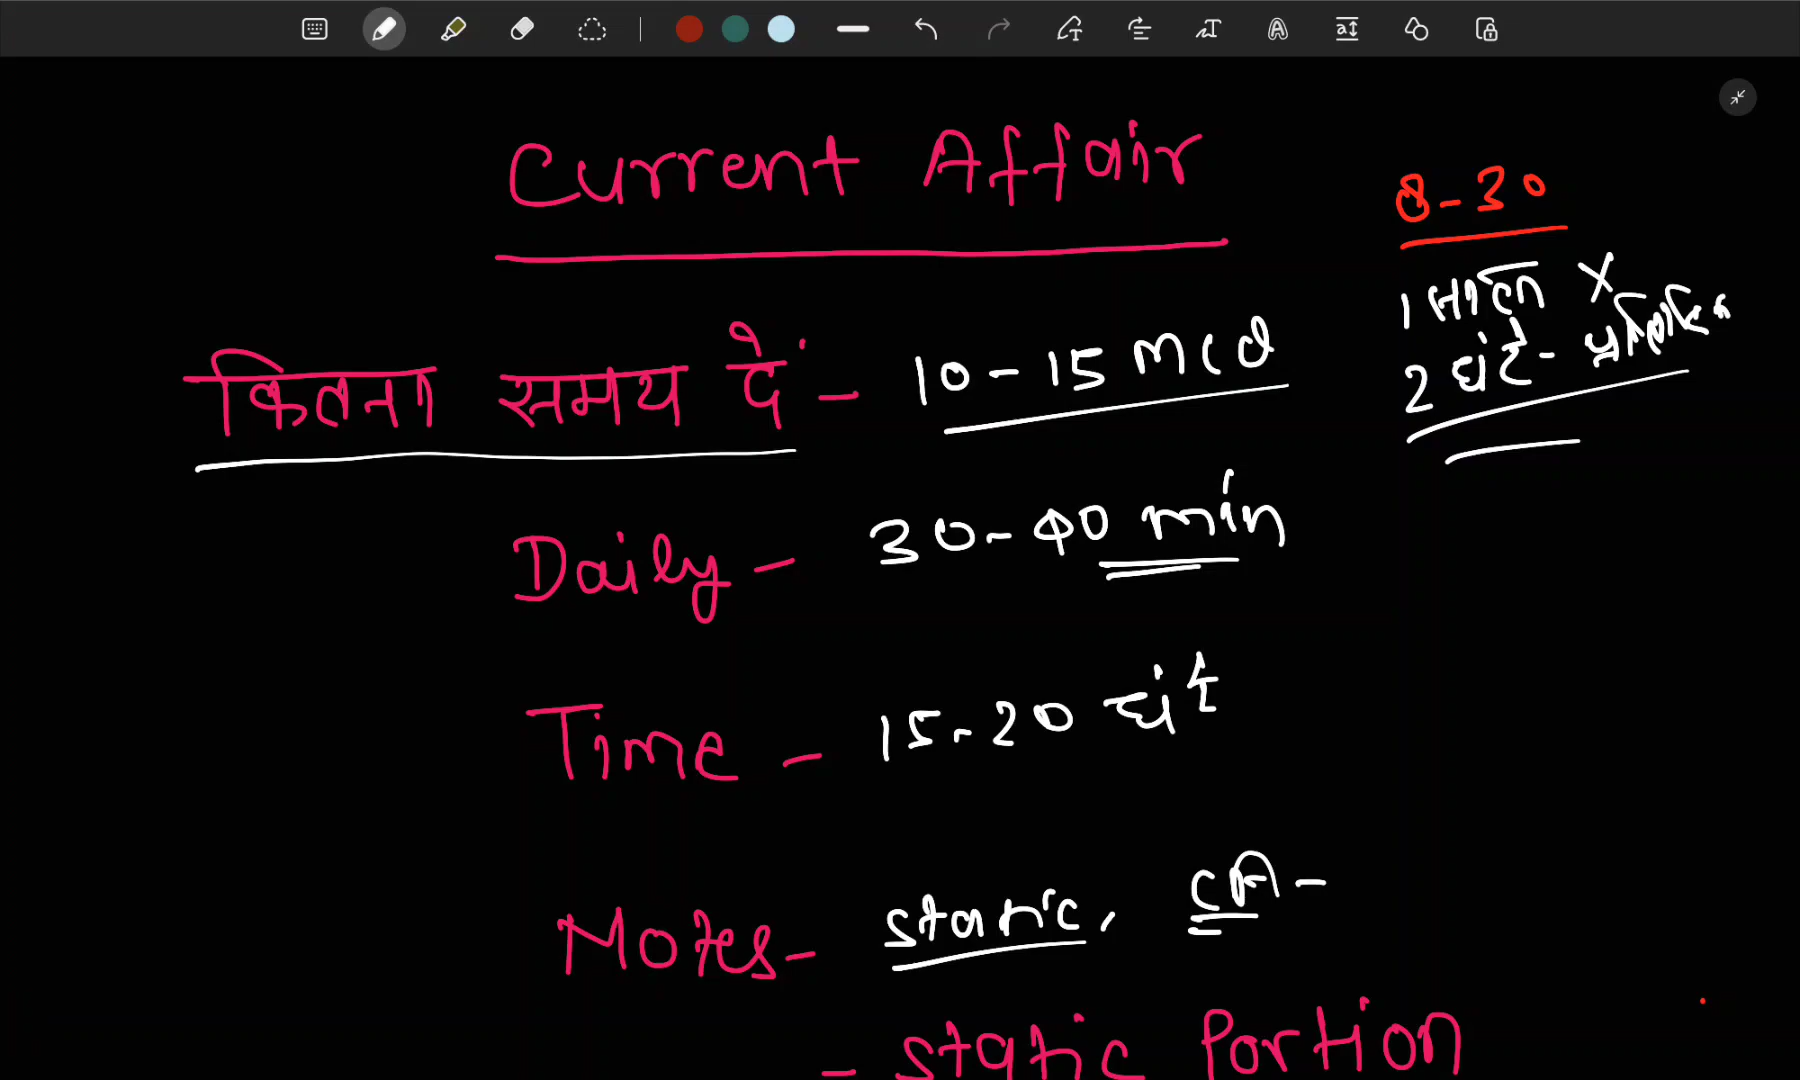 Current Affair
8-30
1 साल X
2 घंटे - प्रतिदिन
कितना समय दें - 10-15 MCQ
Daily - 30-40 min
Time - 15-20 घंटे
Notes - static, CA -
- static Portion